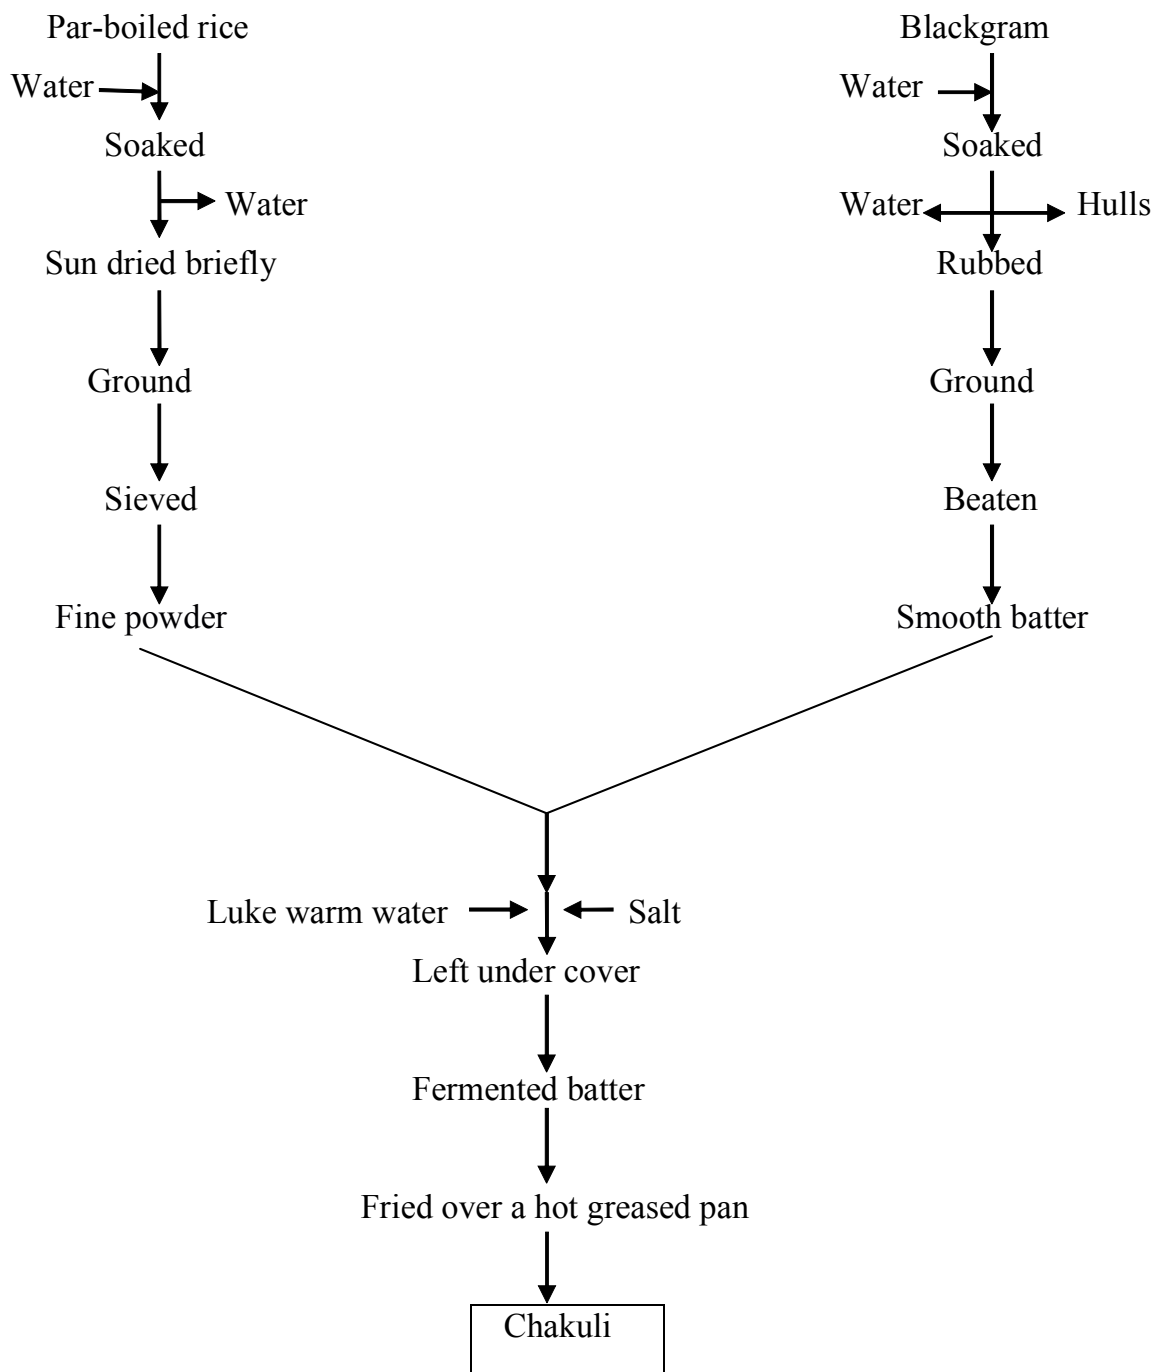 Par-boiled rice
Blackgram
Water
Water
Soaked
Soaked
Water
Water
Hulls
Sun dried briefly
Rubbed
Ground
Ground
Sieved
Beaten
Fine powder
Smooth batter
Luke warm water
Salt
Left under cover
Fermented batter
Fried over a hot greased pan
Chakuli